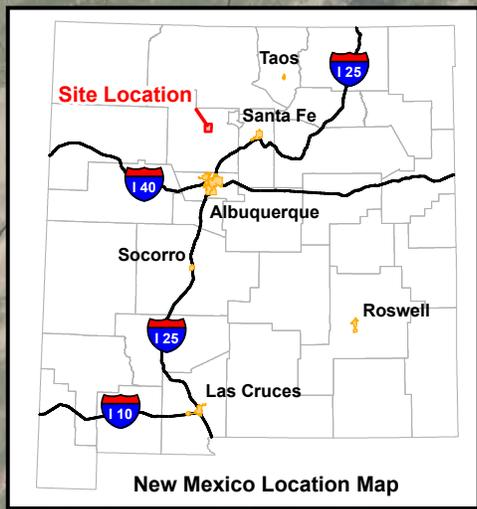 Taos
I 25
Site Location
Santa Fe
I 40
Albuquerque
Socorro
Roswell
I 25
Las Cruces
I 10
New Mexico Location Map